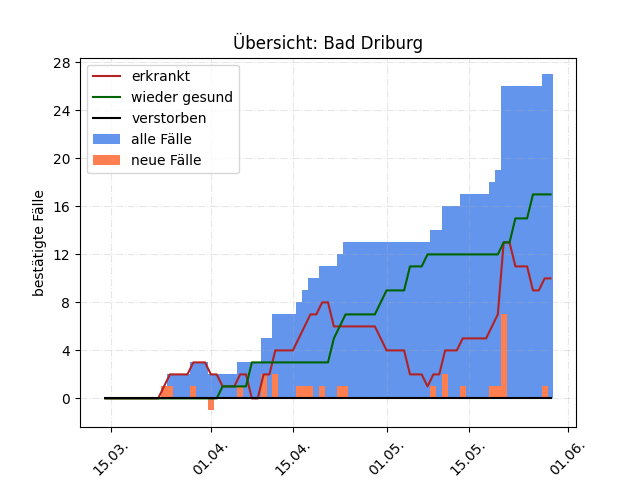 Übersicht: Bad Driburg
bestätigte Fälle
28
24
20
16
12
8
4
0
erkrankt
wieder gesund
verstorben
alle Fälle
neue Fälle
15.03.
01.04.
15.04.
01.05.
15.05.
01.06.